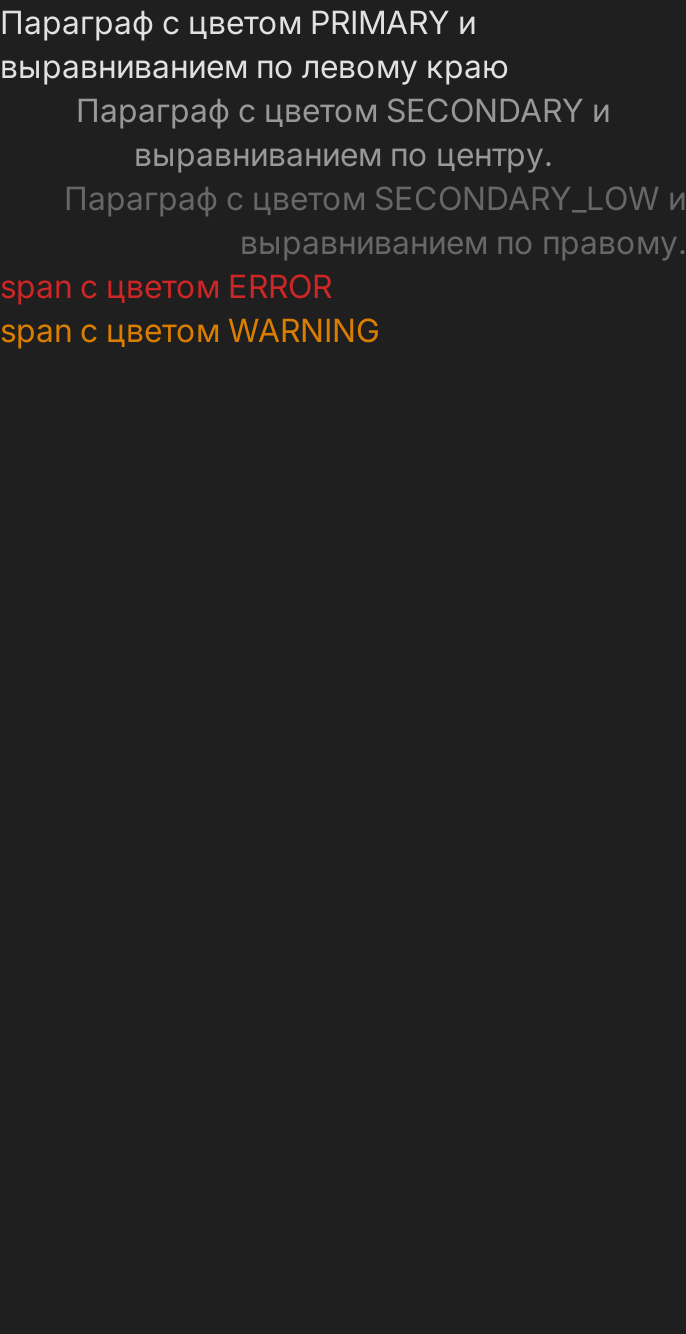 Параграф с цветом PRIMARY и
выравниванием по левому краю
Параграф с цветом SECONDARY и
выравниванием по центру.
Параграф с цветом SECONDARY_LOW и
выравниванием по правому.
span с цветом ERROR
span с цветом WARNING